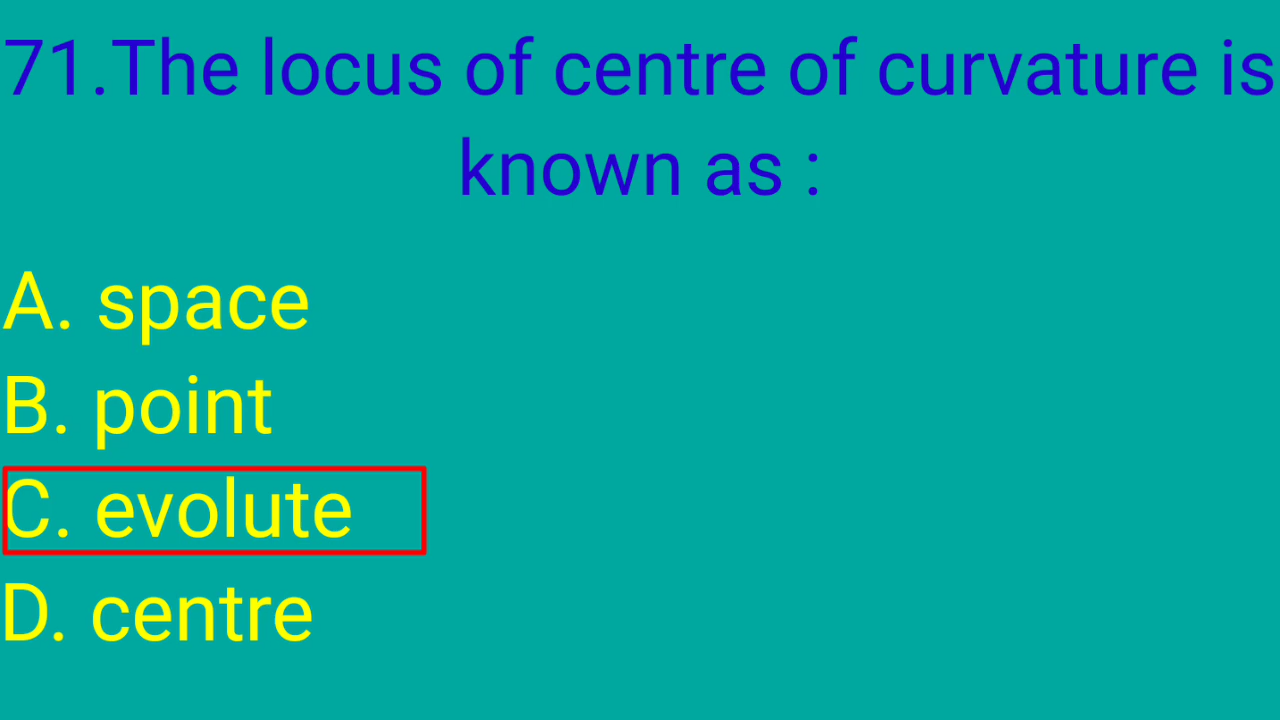 71.The locus of centre of curvature is
known as :
A. space
B. point
C. evolute
D. centre